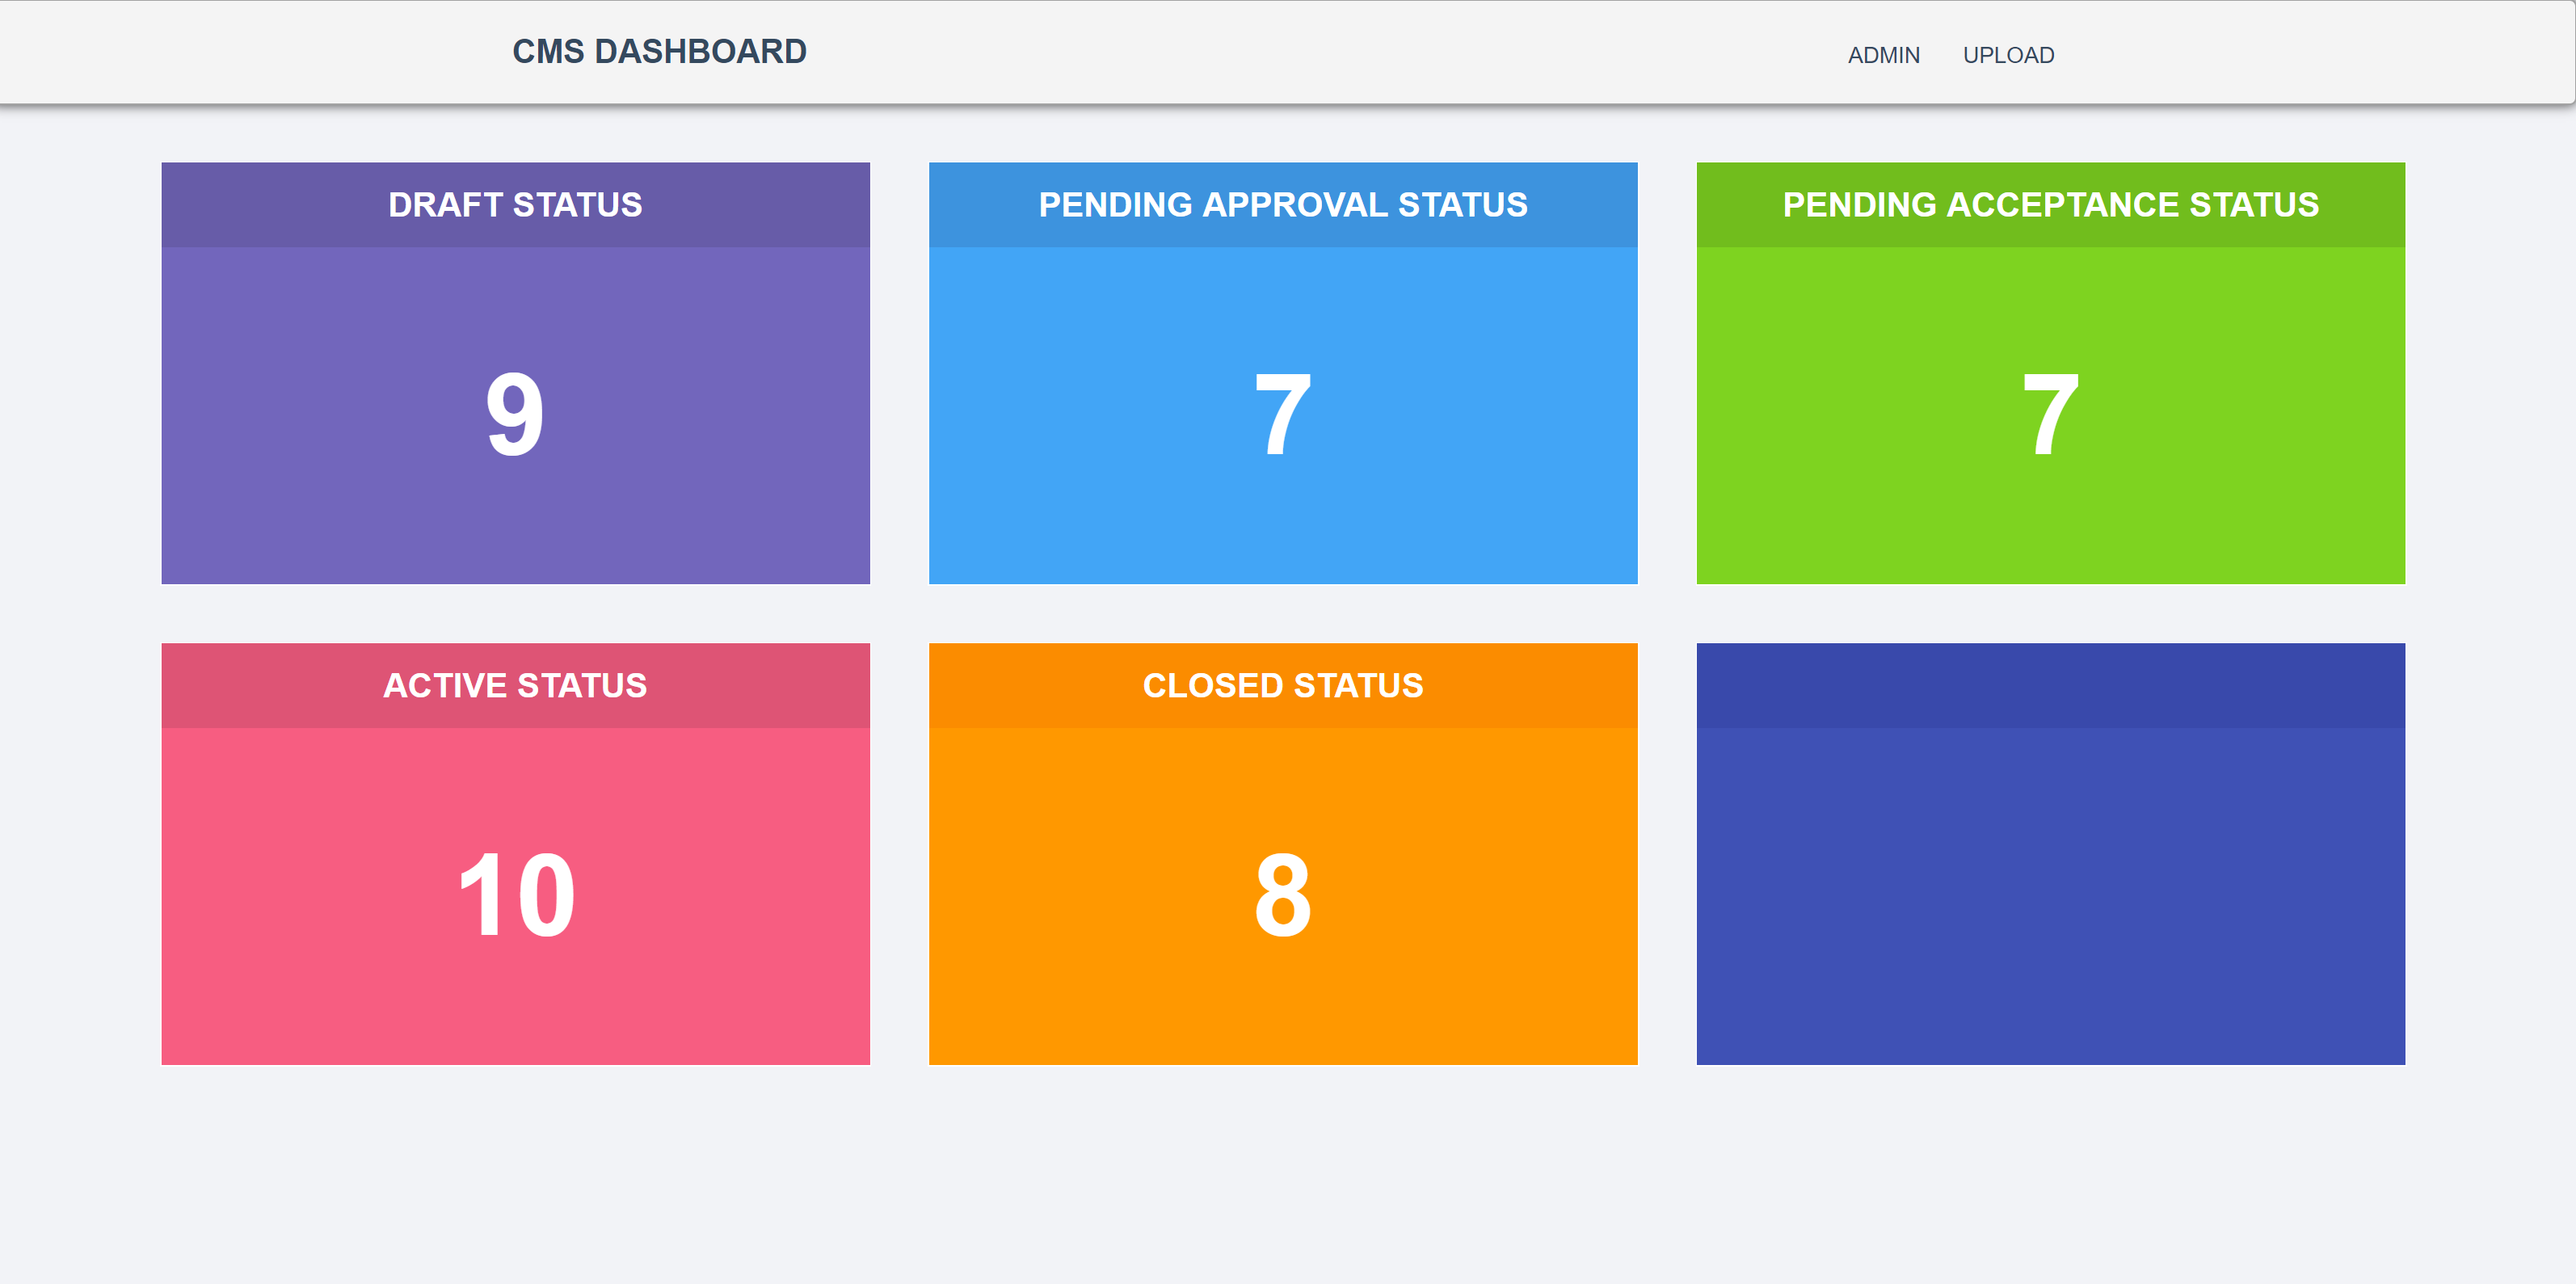 CMS DASHBOARD
ADMIN UPLOAD
DRAFT STATUS
9
PENDING APPROVAL STATUS
7
PENDING ACCEPTANCE STATUS
7
ACTIVE STATUS
10
CLOSED STATUS
8